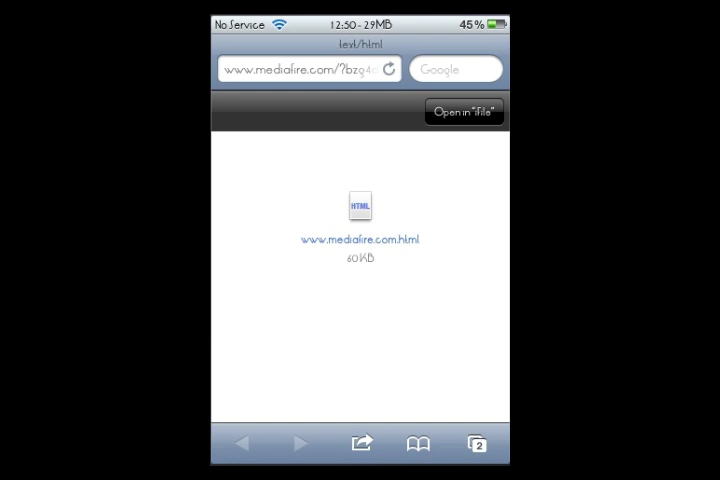 No Service 12:50 - 29MB 45%
text/html
www.mediafire.com/?bzg4 Google
Open in "iFile"
HTML
www.mediafire.com.html
60 KB
2